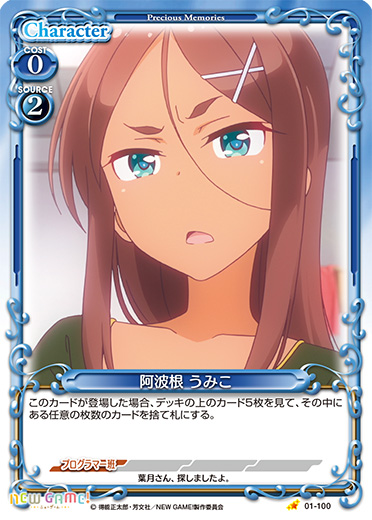 Precious Memories
Character
COST
0
SOURCE
2
阿波根 うみこ
このカードが登場した場合、デッキの上のカード5枚を見て、その中に
ある任意の枚数のカードを捨て札にする。
プログラマー班
葉月さん、探しましたよ。
NEW GAME!
© 得能正太郎・芳文社／NEW GAME!製作委員会
01-100